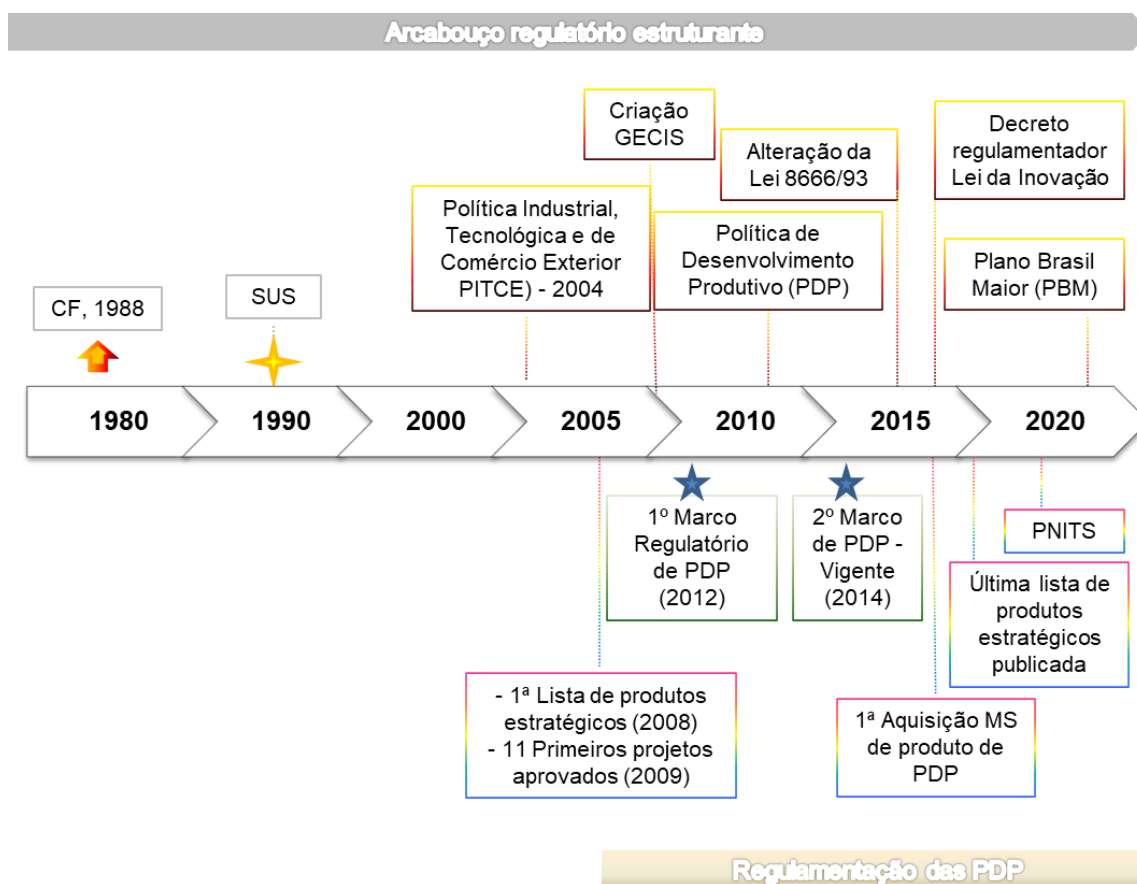 Arcabouço regulatório estruturante
Criação
GECIS
Alteração da
Lei 8666/93
Decreto
regulamentador
Lei da Inovação
Política Industrial,
Tecnológica e de
Comércio Exterior
PITCE) - 2004
Política de
Desenvolvimento
Produtivo (PDP)
Plano Brasil
Maior (PBM)
CF, 1988
SUS
1980
1990
2000
2005
2010
2015
2020
1º Marco
Regulatório
de PDP
(2012)
2º Marco
de PDP -
Vigente
(2014)
PNITS
Última lista de
produtos
estratégicos
publicada
- 1ª Lista de produtos
estratégicos (2008)
- 11 Primeiros projetos
aprovados (2009)
1ª Aquisição MS
de produto de
PDP
Regulamentação das PDP